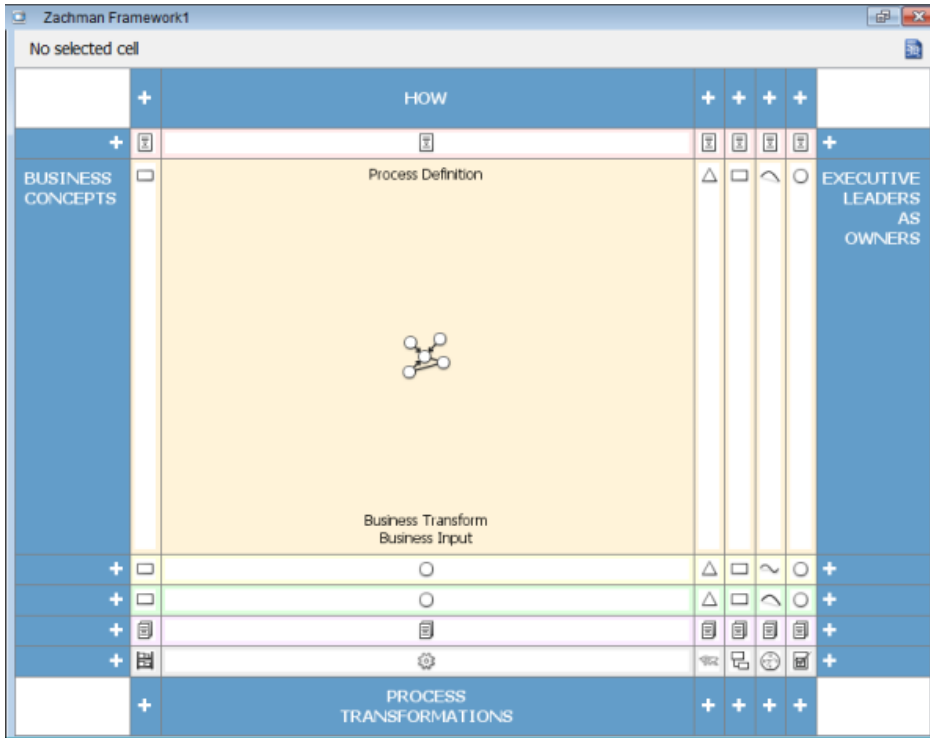 Zachman Framework1
No selected cell
HOW
BUSINESS
CONCEPTS
Process Definition
EXECUTIVE
LEADERS
AS
OWNERS
Business Transform
Business Input
PROCESS
TRANSFORMATIONS